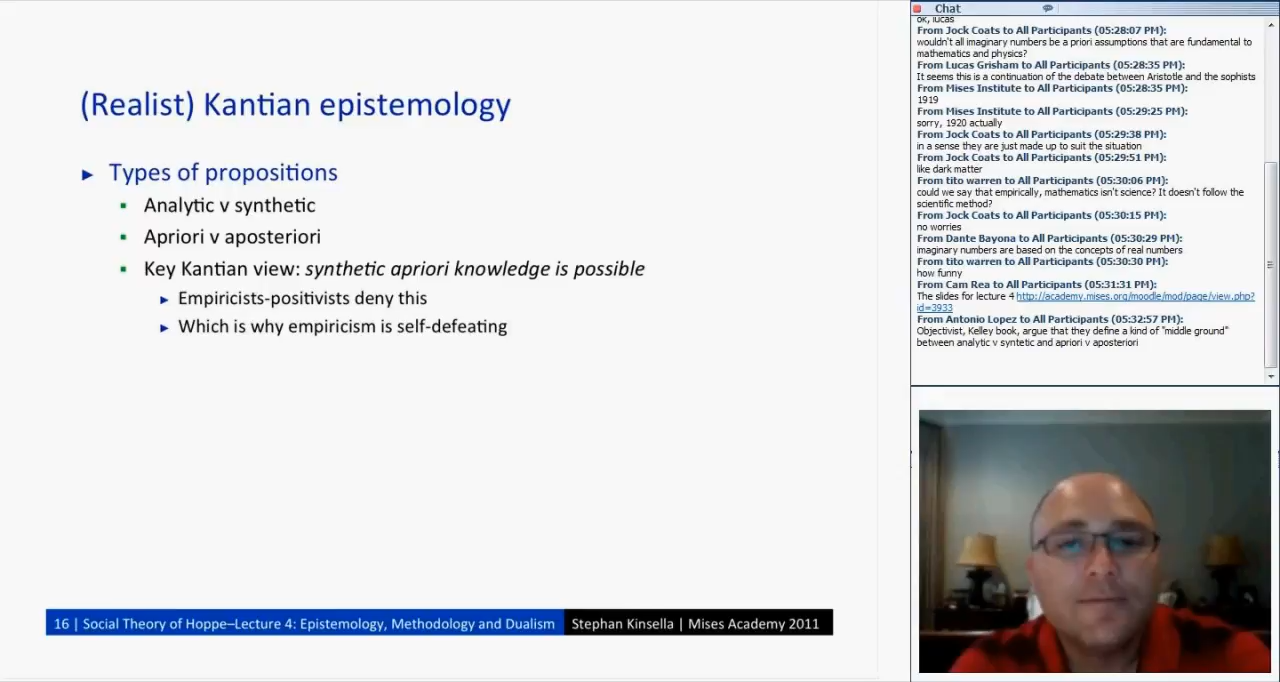 (Realist) Kantian epistemology
► Types of propositions
▪ Analytic v synthetic
▪ Apriori v aposteriori
▪ Key Kantian view: synthetic apriori knowledge is possible
► Empiricists-positivists deny this
► Which is why empiricism is self-defeating
16 | Social Theory of Hoppe–Lecture 4: Epistemology, Methodology and Dualism
Stephan Kinsella | Mises Academy 2011
Chat
ok, lucas
From Jock Coats to All Participants (05:28:07 PM):
wouldn't all imaginary numbers be a priori assumptions that are fundamental to
mathematics and physics?
From Lucas Grisham to All Participants (05:28:35 PM):
It seems this is a continuation of the debate between Aristotle and the sophists
From Mises Institute to All Participants (05:28:35 PM):
1919
From Mises Institute to All Participants (05:29:25 PM):
sorry, 1920 actually
From Jock Coats to All Participants (05:29:38 PM):
in a sense they are just made up to suit the situation
From Jock Coats to All Participants (05:29:51 PM):
like dark matter
From tito warren to All Participants (05:30:06 PM):
could we say that empirically, mathematics isn't science? It doesn't follow the
scientific method?
From Jock Coats to All Participants (05:30:15 PM):
no worries
From Dante Bayona to All Participants (05:30:29 PM):
imaginary numbers are based on the concepts of real numbers
From tito warren to All Participants (05:30:30 PM):
how funny
From Cam Rea to All Participants (05:31:31 PM):
The slides for lecture 4 http://academy.mises.org/moodle/mod/page/view.php?
id=3933
From Antonio Lopez to All Participants (05:32:57 PM):
Objectivist, Kelley book, argue that they define a kind of "middle ground"
between analytic v syntetic and apriori v aposteriori